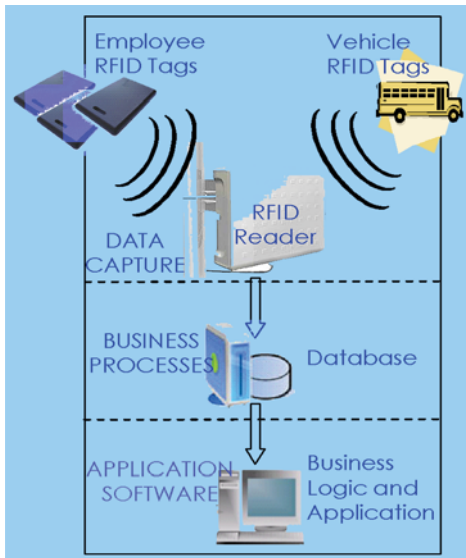 Employee
RFID Tags
Vehicle
RFID Tags
RFID
Reader
DATA
CAPTURE
BUSINESS
PROCESSES
Database
APPLICATION
SOFTWARE
Business
Logic and
Application